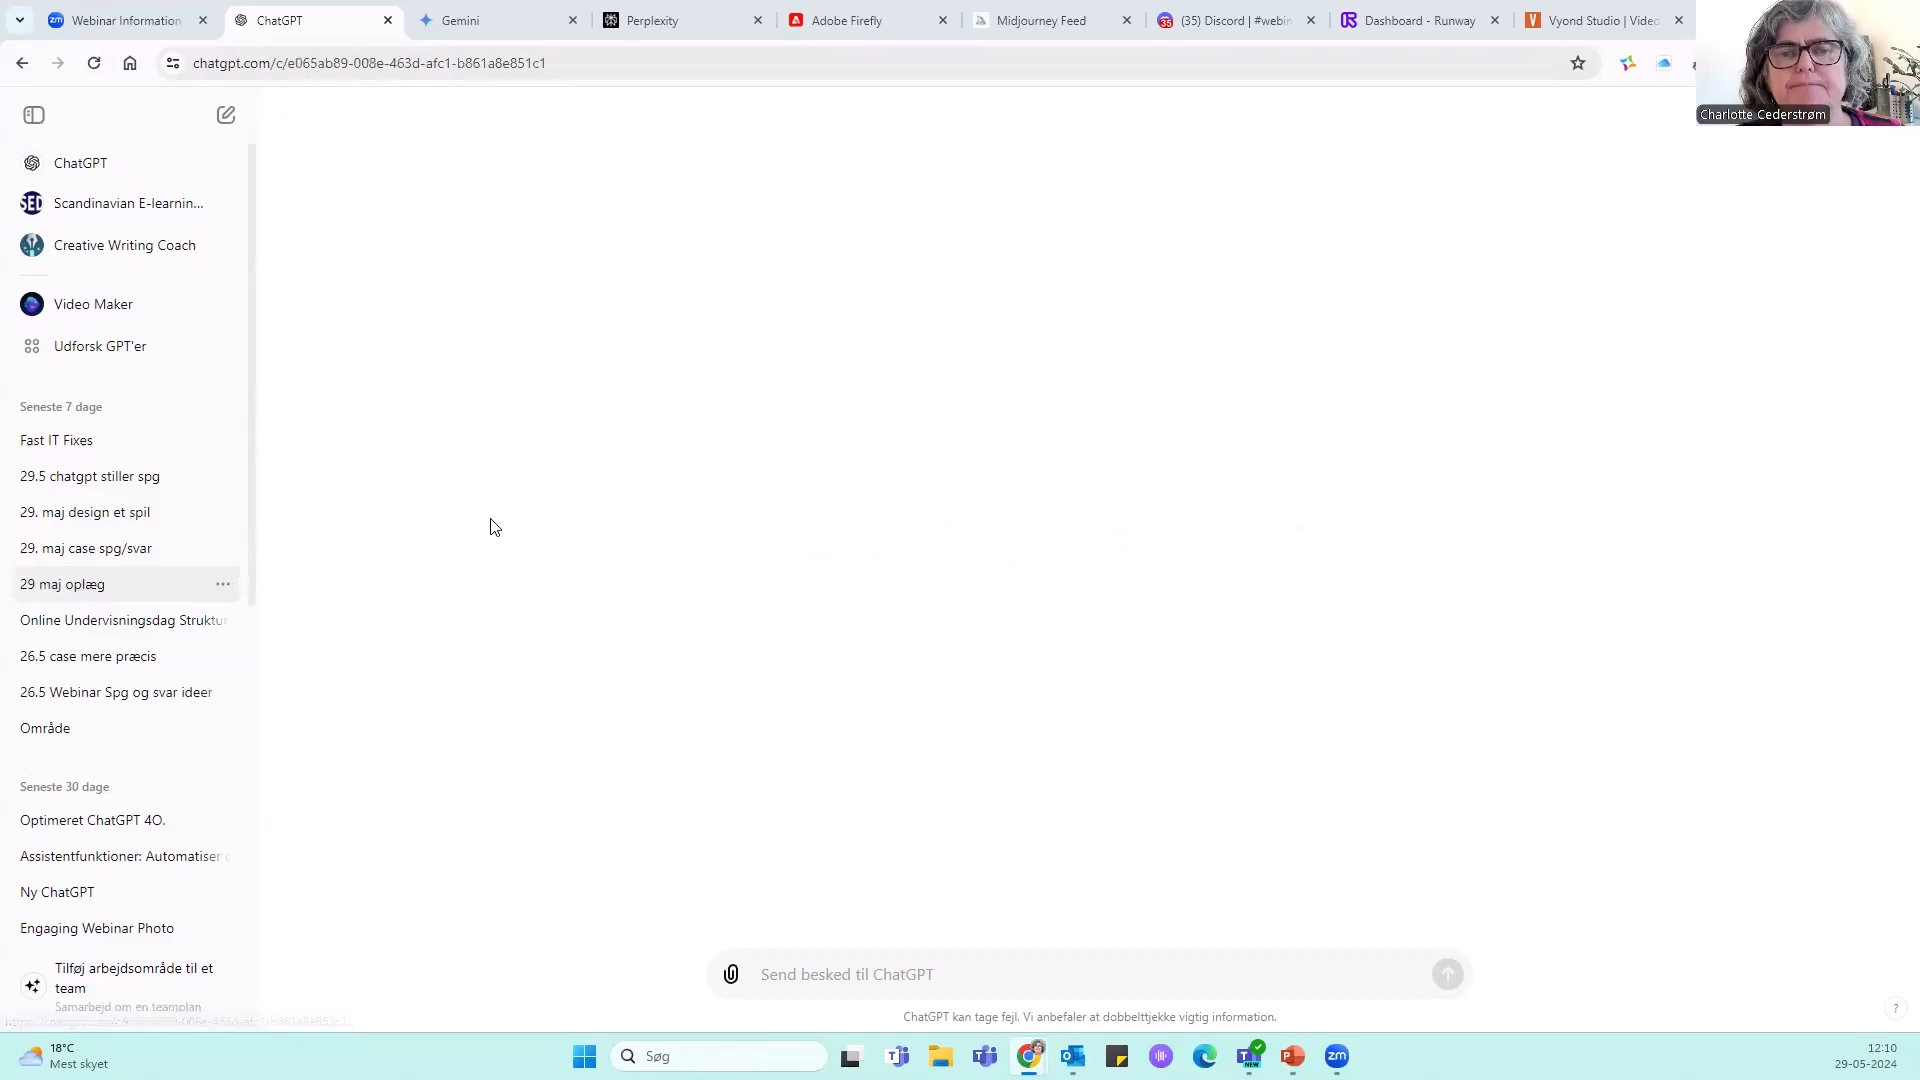 Webinar Information
ChatGPT
Gemini
Perplexity
Adobe Firefly
Midjourney Feed
(35) Discord | #webin
Dashboard - Runway
Vyond Studio | Video
chatgpt.com/c/e065ab89-008e-463d-afc1-b861a8e851c1
Charlotte Cederstrøm
ChatGPT
SED
Scandinavian E-learnin...
Creative Writing Coach
Video Maker
Udforsk GPT'er
Seneste 7 dage
Fast IT Fixes
29.5 chatgpt stiller spg
29. maj design et spil
29. maj case spg/svar
29 maj oplæg
Online Undervisningsdag Struktur
26.5 case mere præcis
26.5 Webinar Spg og svar ideer
Område
Seneste 30 dage
Optimeret ChatGPT 4O.
Assistentfunktioner: Automatiser
Ny ChatGPT
Engaging Webinar Photo
Tilføj arbejdsområde til et
team
Samarbejd om en teamplan
Send besked til ChatGPT
ChatGPT kan tage fejl. Vi anbefaler at dobbelttjekke vigtig information.
?
18°C
Mest skyet
Søg
NEW
zm
12:10
29-05-2024